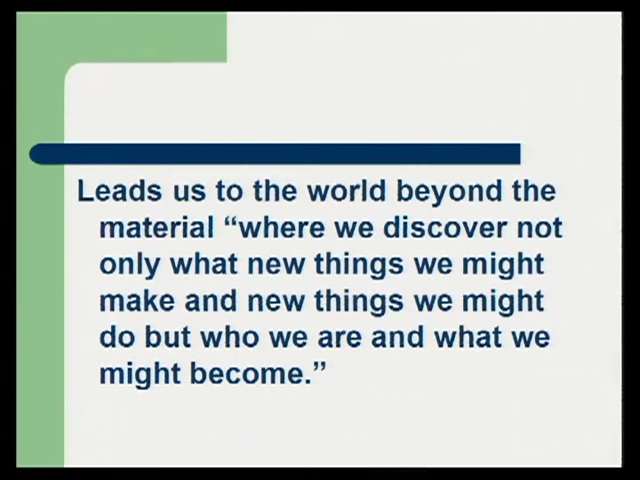 Leads us to the world beyond the
material “where we discover not
only what new things we might
make and new things we might
do but who we are and what we
might become.”